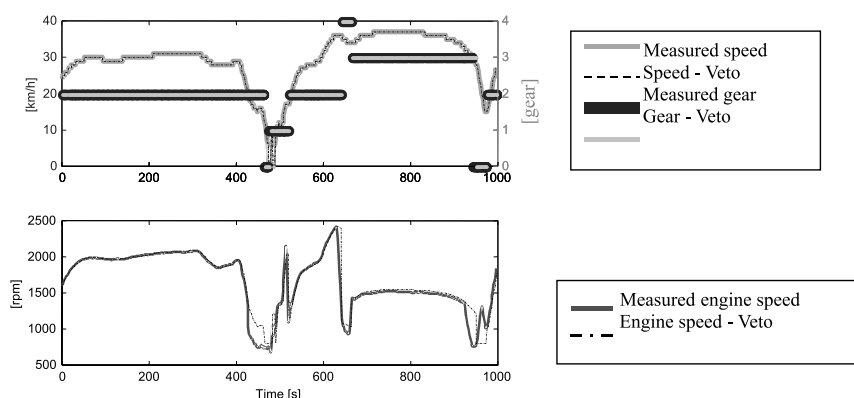 40
30
20
10
0
[km/h]
4
3
2
1
0
[gear]
0 200 400 600 800 1000
Measured speed
Speed - Veto
Measured gear
Gear - Veto
2500
2000
1500
1000
500
[rpm]
0 200 400 600 800 1000
Time [s]
Measured engine speed
Engine speed - Veto